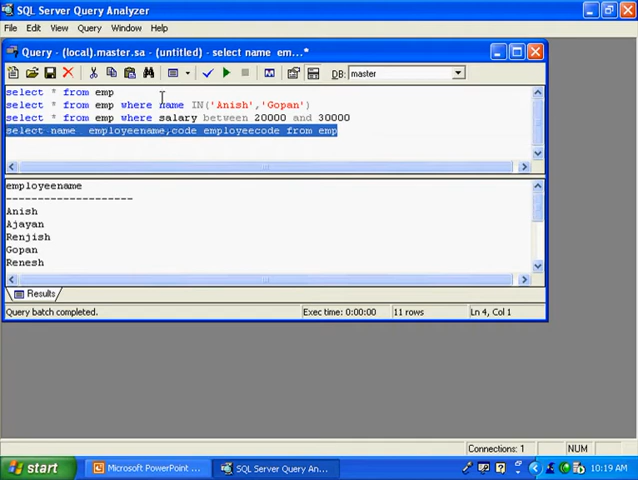 SQL Server Query Analyzer
File Edit View Query Window Help
Query - (local).master.sa - (untitled) - select name em...*
DB: master
select * from emp
select * from emp where name IN('Anish','Gopan')
select * from emp where salary between 20000 and 30000
select name employeename,code employeecode from emp
employeename
--------------------
Anish
Ajayan
Renjish
Gopan
Renesh
Results
Query batch completed. Exec time: 0:00:00 11 rows Ln 4, Col 1
Connections: 1 NUM
start Microsoft PowerPoint ... SQL Server Query An... 10:19 AM